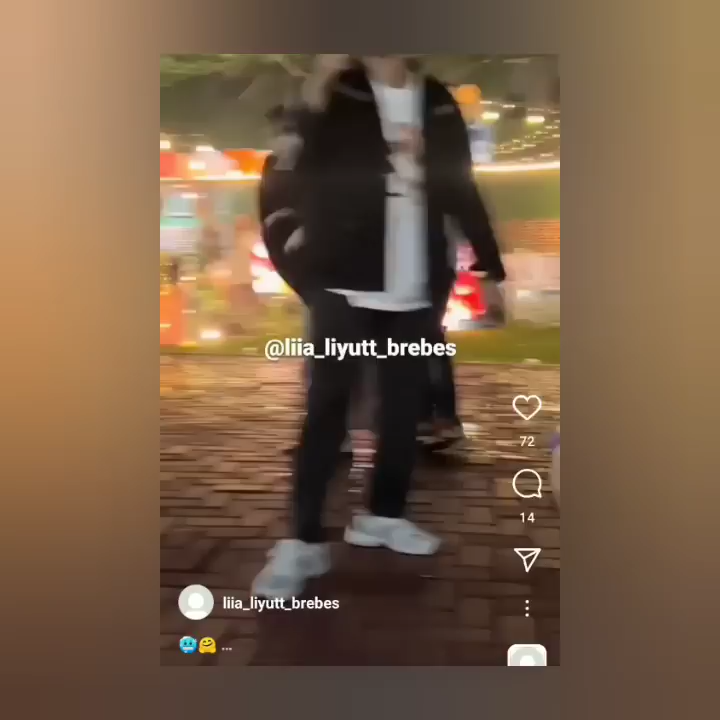 @liia_liyutt_brebes
72
14
liia_liyutt_brebes
🥶🤗 ...